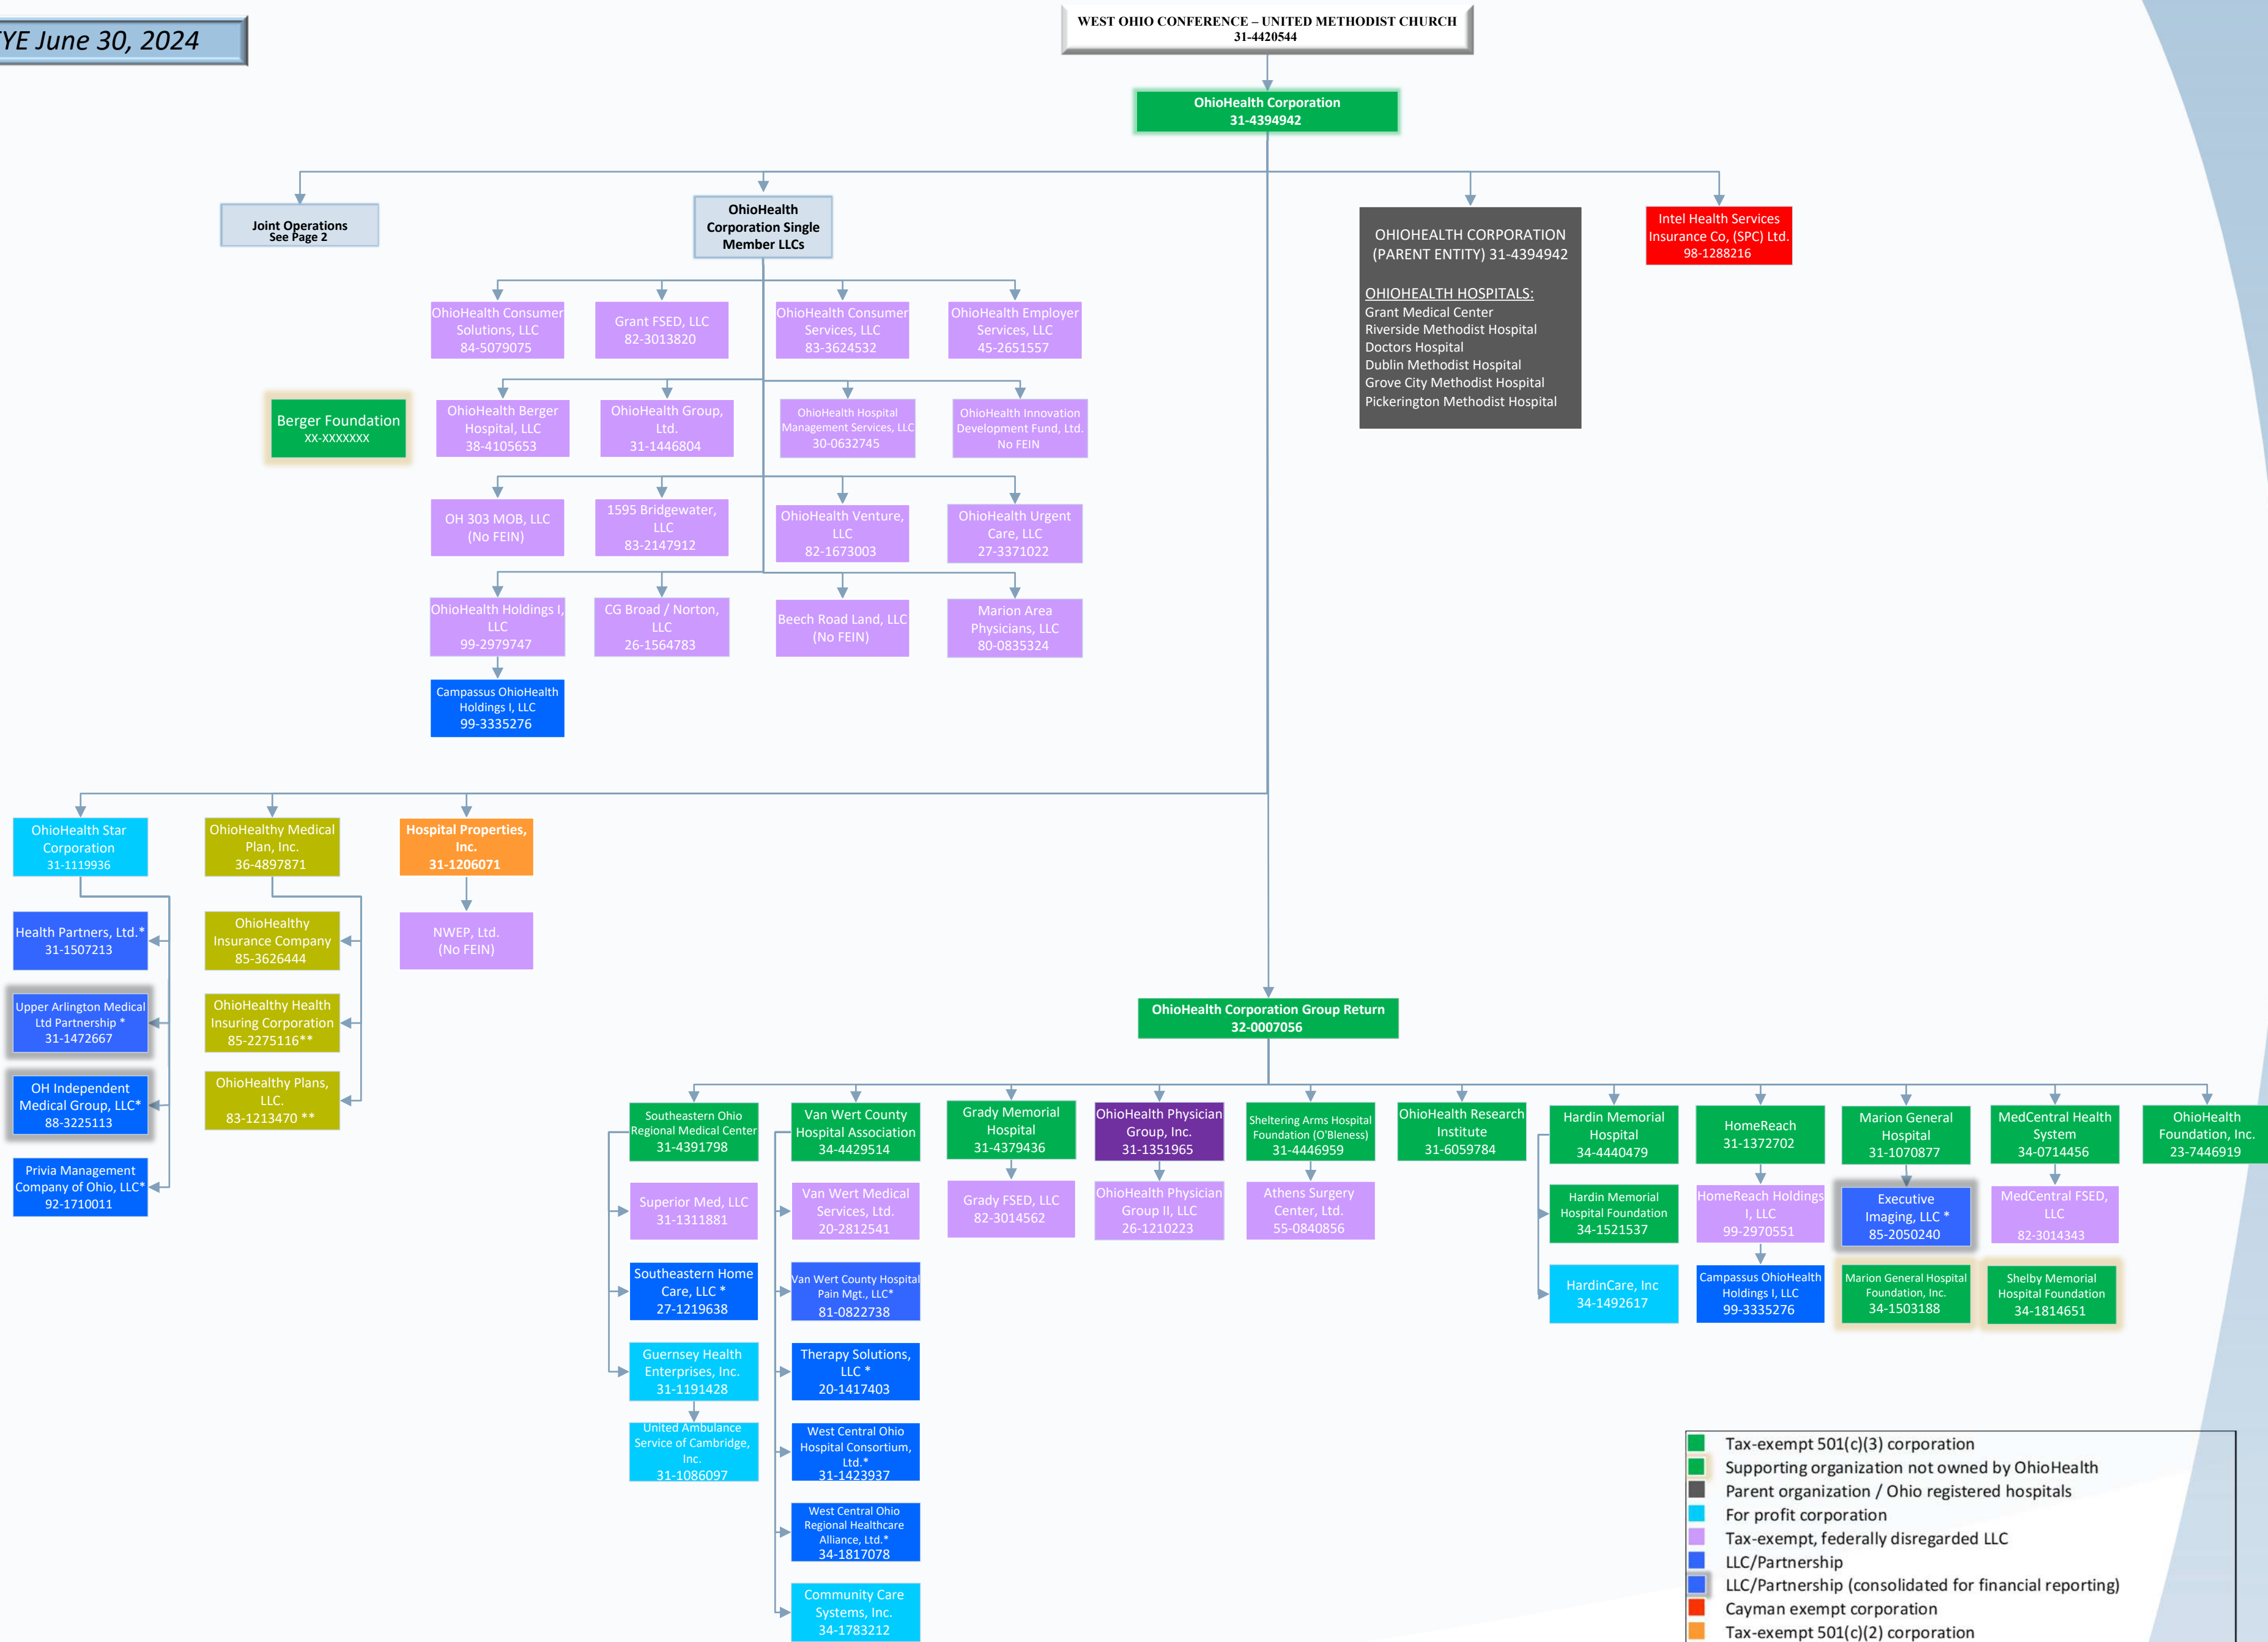 YE June 30, 2024
WEST OHIO CONFERENCE – UNITED METHODIST CHURCH
31-4420544
OhioHealth Corporation
31-4394942
Joint Operations
See Page 2
OhioHealth
Corporation Single
Member LLCs
OHIOHEALTH CORPORATION
(PARENT ENTITY) 31-4394942
OHIOHEALTH HOSPITALS:
Grant Medical Center
Riverside Methodist Hospital
Doctors Hospital
Dublin Methodist Hospital
Grove City Methodist Hospital
Pickerington Methodist Hospital
Intel Health Services
Insurance Co, (SPC) Ltd.
98-1288216
OhioHealth Consumer
Solutions, LLC
84-5079075
Grant FSED, LLC
82-3013820
OhioHealth Consumer
Services, LLC
83-3624532
OhioHealth Employer
Services, LLC
45-2651557
Berger Foundation
XX-XXXXXXX
OhioHealth Berger
Hospital, LLC
38-4105653
OhioHealth Group,
Ltd.
31-1446804
OhioHealth Hospital
Management Services, LLC
30-0632745
OhioHealth Innovation
Development Fund, Ltd.
No FEIN
OH 303 MOB, LLC
(No FEIN)
1595 Bridgewater,
LLC
83-2147912
OhioHealth Venture,
LLC
82-1673003
OhioHealth Urgent
Care, LLC
27-3371022
OhioHealth Holdings I,
LLC
99-2979747
CG Broad / Norton,
LLC
26-1564783
Beech Road Land, LLC
(No FEIN)
Marion Area
Physicians, LLC
80-0835324
Campassus OhioHealth
Holdings I, LLC
99-3335276
OhioHealth Star
Corporation
31-1119936
OhioHealthy Medical
Plan, Inc.
36-4897871
Hospital Properties,
Inc.
31-1206071
Health Partners, Ltd.*
31-1507213
OhioHealthy
Insurance Company
85-3626444
NWEP, Ltd.
(No FEIN)
Upper Arlington Medical
Ltd Partnership *
31-1472667
OhioHealthy Health
Insuring Corporation
85-2275116**
OH Independent
Medical Group, LLC*
88-3225113
OhioHealthy Plans,
LLC.
83-1213470 **
Privia Management
Company of Ohio, LLC*
92-1710011
OhioHealth Corporation Group Return
32-0007056
Southeastern Ohio
Regional Medical Center
31-4391798
Van Wert County
Hospital Association
34-4429514
Grady Memorial
Hospital
31-4379436
OhioHealth Physician
Group, Inc.
31-1351965
Sheltering Arms Hospital
Foundation (O'Bleness)
31-4446959
OhioHealth Research
Institute
31-6059784
Hardin Memorial
Hospital
34-4440479
HomeReach
31-1372702
Marion General
Hospital
31-1070877
MedCentral Health
System
34-0714456
OhioHealth
Foundation, Inc.
23-7446919
Superior Med, LLC
31-1311881
Van Wert Medical
Services, Ltd.
20-2812541
Grady FSED, LLC
82-3014562
OhioHealth Physician
Group II, LLC
26-1210223
Athens Surgery
Center, Ltd.
55-0840856
Hardin Memorial
Hospital Foundation
34-1521537
HomeReach Holdings
I, LLC
99-2970551
Executive
Imaging, LLC *
85-2050240
MedCentral FSED,
LLC
82-3014343
Southeastern Home
Care, LLC *
27-1219638
Van Wert County Hospital
Pain Mgt., LLC*
81-0822738
HardinCare, Inc
34-1492617
Campassus OhioHealth
Holdings I, LLC
99-3335276
Marion General Hospital
Foundation, Inc.
34-1503188
Shelby Memorial
Hospital Foundation
34-1814651
Guernsey Health
Enterprises, Inc.
31-1191428
Therapy Solutions,
LLC *
20-1417403
United Ambulance
Service of Cambridge,
Inc.
31-1086097
West Central Ohio
Hospital Consortium,
Ltd.*
31-1423937
West Central Ohio
Regional Healthcare
Alliance, Ltd.*
34-1817078
Community Care
Systems, Inc.
34-1783212
Tax-exempt 501(c)(3) corporation
Supporting organization not owned by OhioHealth
Parent organization / Ohio registered hospitals
For profit corporation
Tax-exempt, federally disregarded LLC
LLC/Partnership
LLC/Partnership (consolidated for financial reporting)
Cayman exempt corporation
Tax-exempt 501(c)(2) corporation